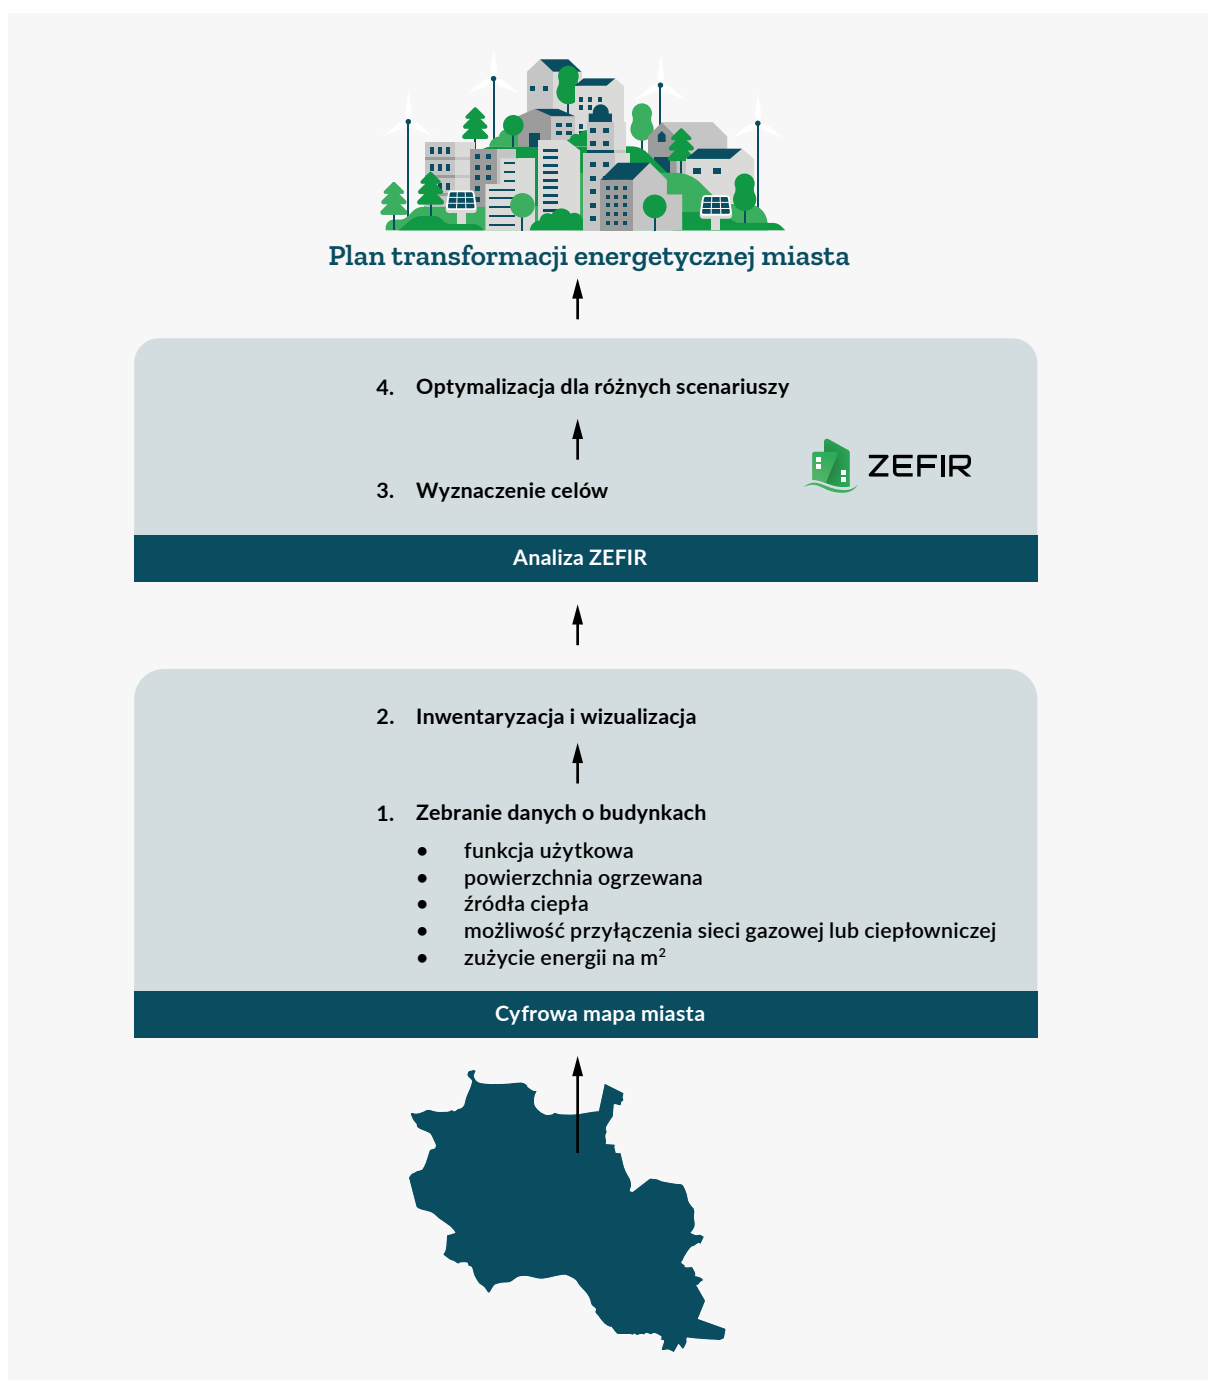 Plan transformacji energetycznej miasta
4. Optymalizacja dla różnych scenariuszy
ZEFIR
3. Wyznaczenie celów
Analiza ZEFIR
2. Inwentaryzacja i wizualizacja
1. Zebranie danych o budynkach
● funkcja użytkowa
● powierzchnia ogrzewana
● źródła ciepła
● możliwość przyłączenia sieci gazowej lub ciepłowniczej
● zużycie energii na m²
Cyfrowa mapa miasta